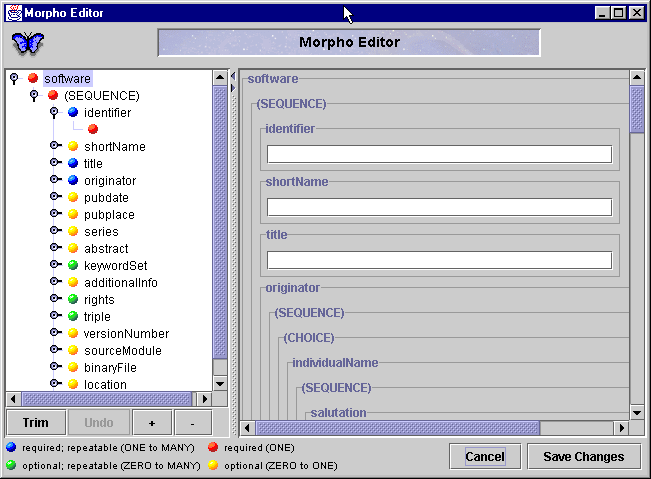 Morpho Editor
Morpho Editor
software
(SEQUENCE)
identifier
shortName
title
originator
pubdate
pubplace
series
abstract
keywordSet
additionalInfo
rights
triple
versionNumber
sourceModule
binaryFile
location
Trim
Undo
+
-
software
(SEQUENCE)
identifier
shortName
title
originator
(SEQUENCE)
(CHOICE)
individualName
(SEQUENCE)
salutation
required; repeatable (ONE to MANY)
required (ONE)
optional; repeatable (ZERO to MANY)
optional (ZERO to ONE)
Cancel
Save Changes